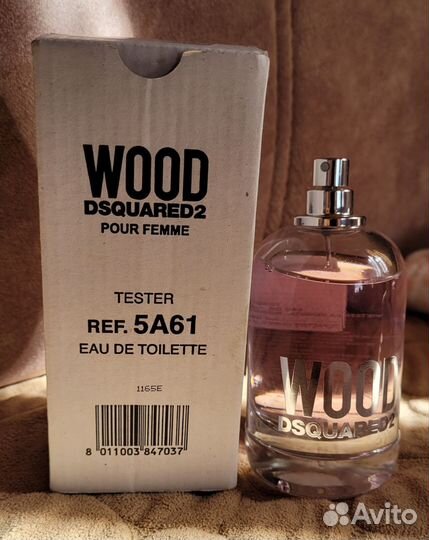 WOOD
DSQUARED2
POUR FEMME
TESTER
REF. 5A61
EAU DE TOILETTE
1165E
8 011003 847037
WOOD
DSQUARED2
Avito